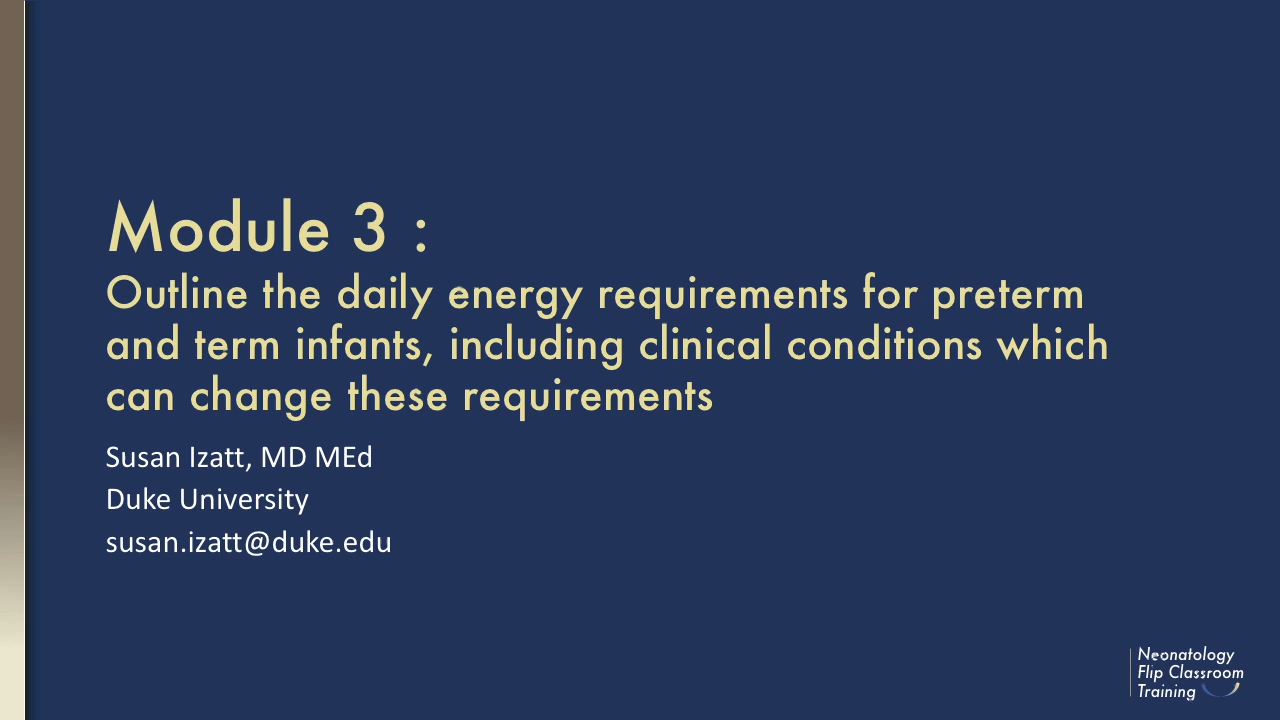 Module 3 :
Outline the daily energy requirements for preterm
and term infants, including clinical conditions which
can change these requirements
Susan Izatt, MD MEd
Duke University
susan.izatt@duke.edu
Neonatology
Flip Classroom
Training